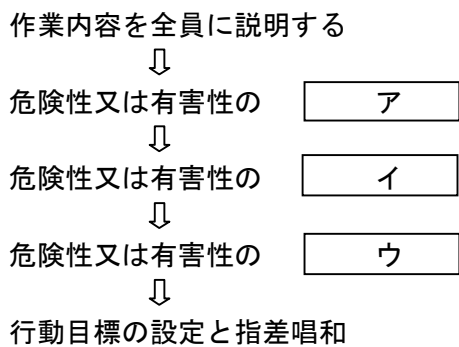 作業内容を全員に説明する
⇩
危険性又は有害性の ア
⇩
危険性又は有害性の イ
⇩
危険性又は有害性の ウ
⇩
行動目標の設定と指差唱和